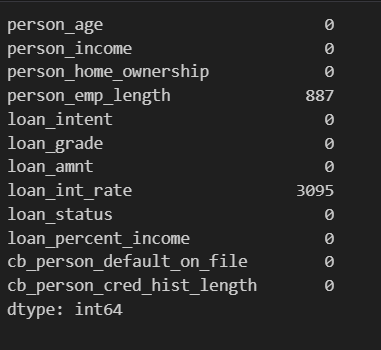 person_age 0
person_income 0
person_home_ownership 0
person_emp_length 887
loan_intent 0
loan_grade 0
loan_amnt 0
loan_int_rate 3095
loan_status 0
loan_percent_income 0
cb_person_default_on_file 0
cb_person_cred_hist_length 0
dtype: int64